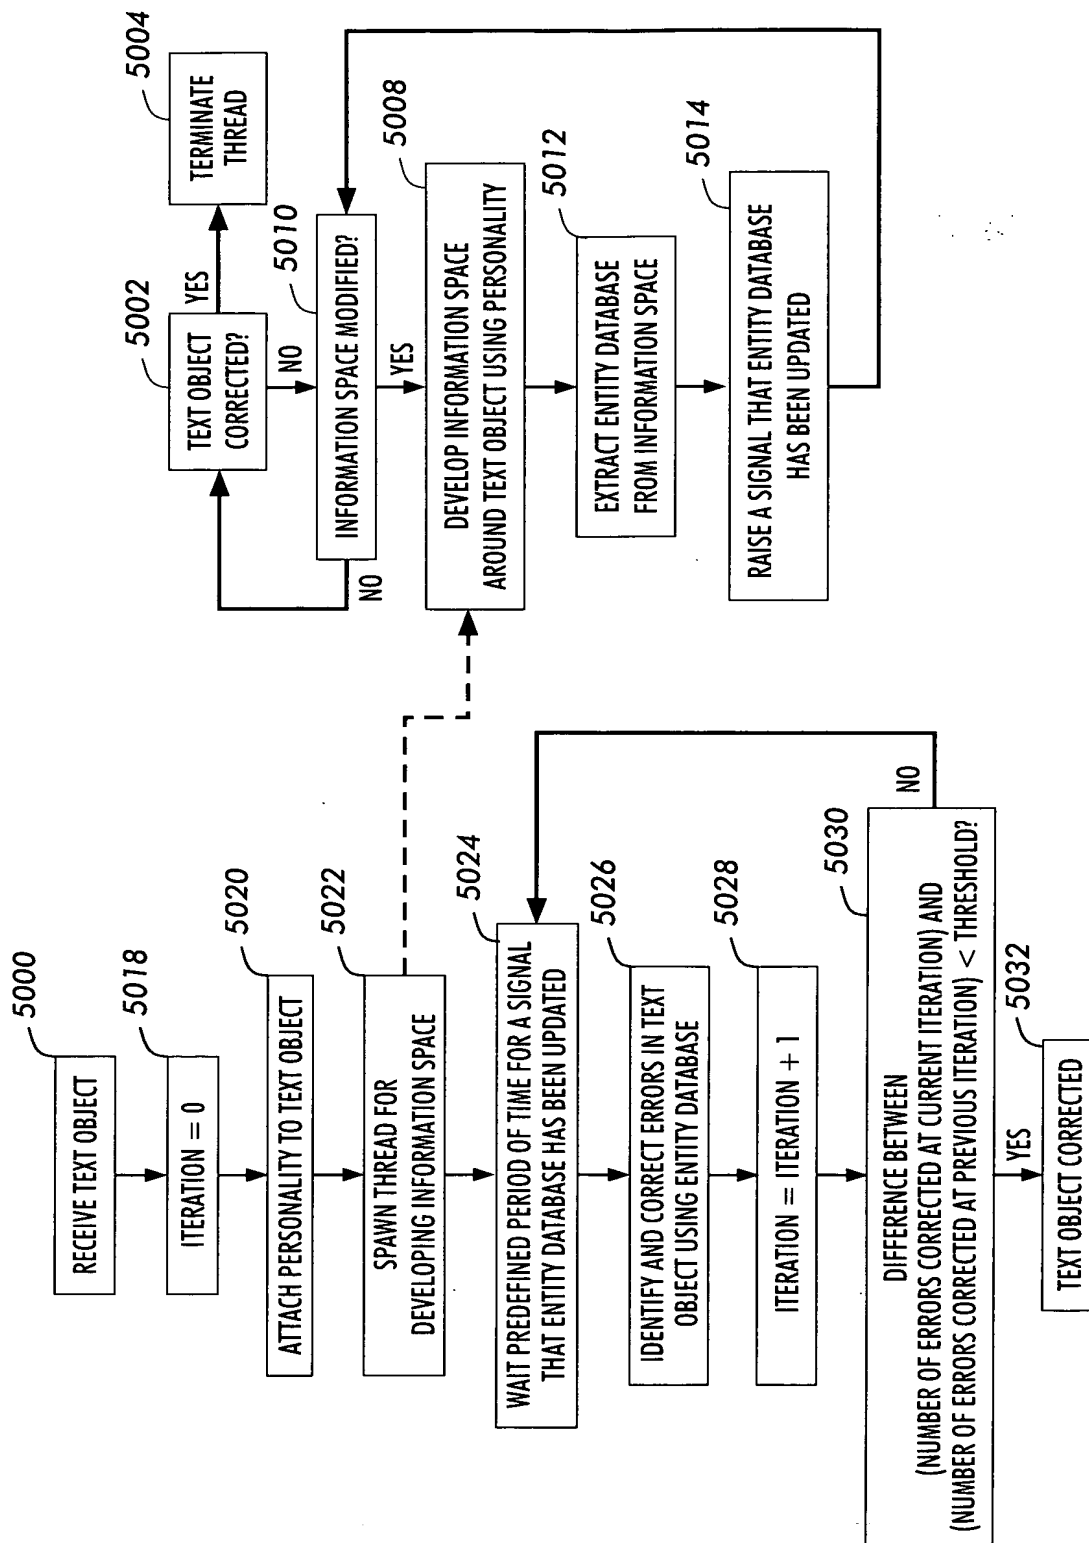 5000
RECEIVE TEXT OBJECT
5018
ITERATION = 0
5020
ATTACH PERSONALITY TO TEXT OBJECT
5022
SPAWN THREAD FOR
DEVELOPING INFORMATION SPACE
5024
WAIT PREDEFINED PERIOD OF TIME FOR A SIGNAL
THAT ENTITY DATABASE HAS BEEN UPDATED
5026
IDENTIFY AND CORRECT ERRORS IN TEXT
OBJECT USING ENTITY DATABASE
5028
ITERATION = ITERATION + 1
5030
DIFFERENCE BETWEEN
(NUMBER OF ERRORS CORRECTED AT CURRENT ITERATION) AND
(NUMBER OF ERRORS CORRECTED AT PREVIOUS ITERATION) < THRESHOLD?
NO
YES
5032
TEXT OBJECT CORRECTED
5002
TEXT OBJECT
CORRECTED?
YES
5004
TERMINATE
THREAD
NO
5010
INFORMATION SPACE MODIFIED?
NO
YES
5008
DEVELOP INFORMATION SPACE
AROUND TEXT OBJECT USING PERSONALITY
5012
EXTRACT ENTITY DATABASE
FROM INFORMATION SPACE
5014
RAISE A SIGNAL THAT ENTITY DATABASE
HAS BEEN UPDATED